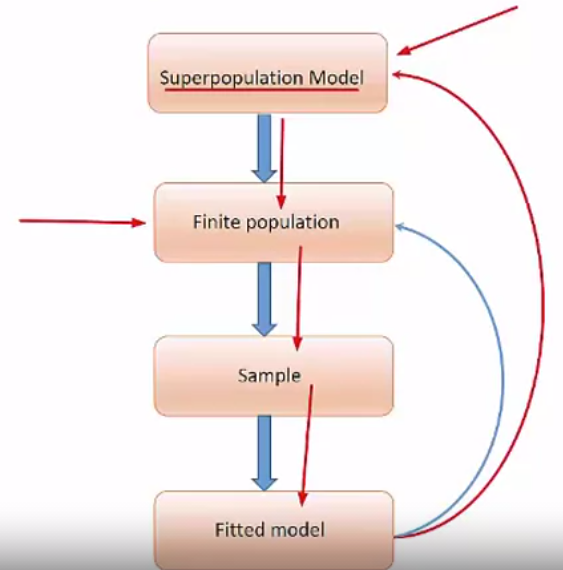 Superpopulation Model
Finite population
Sample
Fitted model